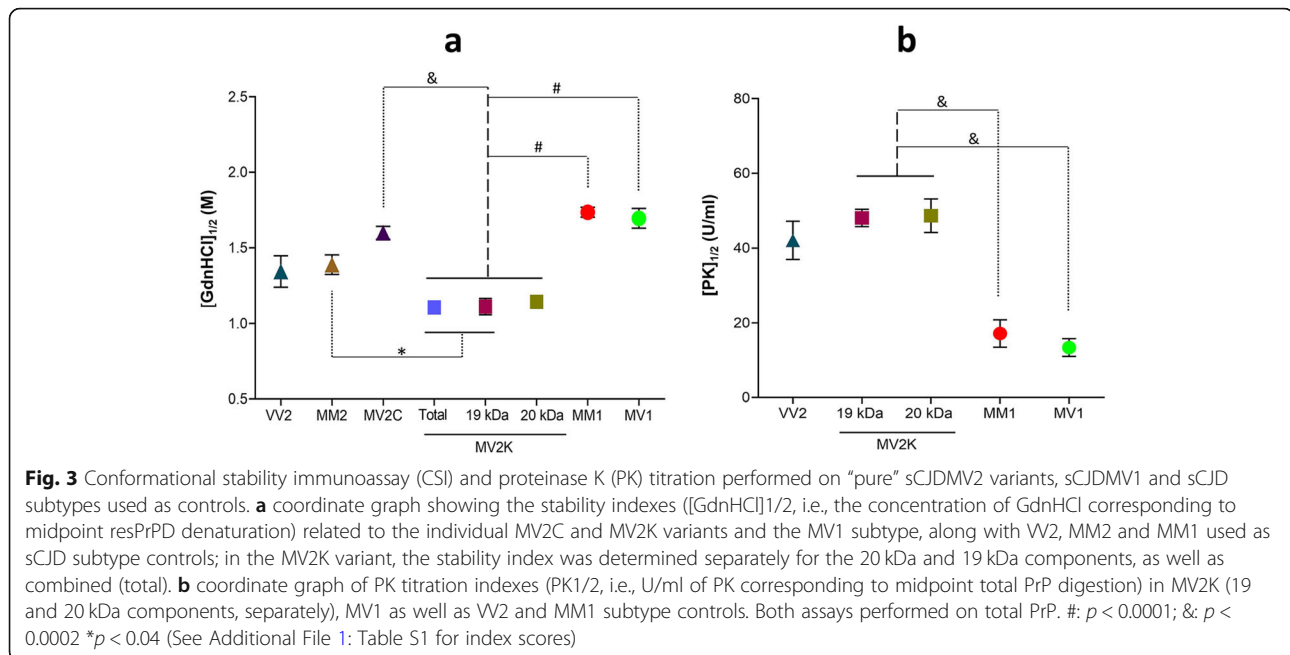 a
b
&
#
#
*
2.5
2.0
1.5
1.0
0.5
[GdnHCl]1/2 (M)
VV2 MM2 MV2C Total 19 kDa 20 kDa MM1 MV1
MV2K
&
&
80
60
40
20
0
[PK]1/2 (U/ml)
VV2 19 kDa 20 kDa MM1 MV1
MV2K
Fig. 3 Conformational stability immunoassay (CSI) and proteinase K (PK) titration performed on “pure” sCJDMV2 variants, sCJDMV1 and sCJD
subtypes used as controls. a coordinate graph showing the stability indexes ([GdnHCl]1/2, i.e., the concentration of GdnHCl corresponding to
midpoint resPrPD denaturation) related to the individual MV2C and MV2K variants and the MV1 subtype, along with VV2, MM2 and MM1 used as
sCJD subtype controls; in the MV2K variant, the stability index was determined separately for the 20 kDa and 19 kDa components, as well as
combined (total). b coordinate graph of PK titration indexes (PK1/2, i.e., U/ml of PK corresponding to midpoint total PrP digestion) in MV2K (19
and 20 kDa components, separately), MV1 as well as VV2 and MM1 subtype controls. Both assays performed on total PrP. #: p < 0.0001; &: p <
0.0002 *p < 0.04 (See Additional File 1: Table S1 for index scores)